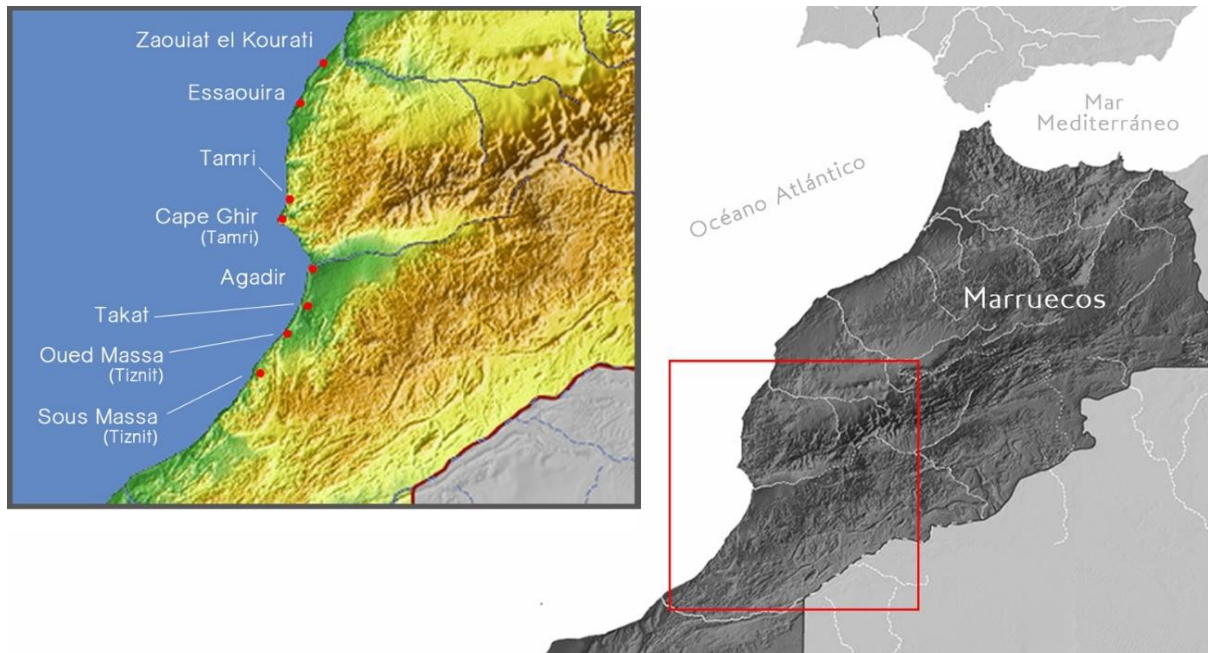 Zaouiat el Kourati
Essaouira
Tamri
Cape Ghir
(Tamri)
Agadir
Takat
Oued Massa
(Tiznit)
Sous Massa
(Tiznit)
Mar
Mediterráneo
Océano Atlántico
Marruecos